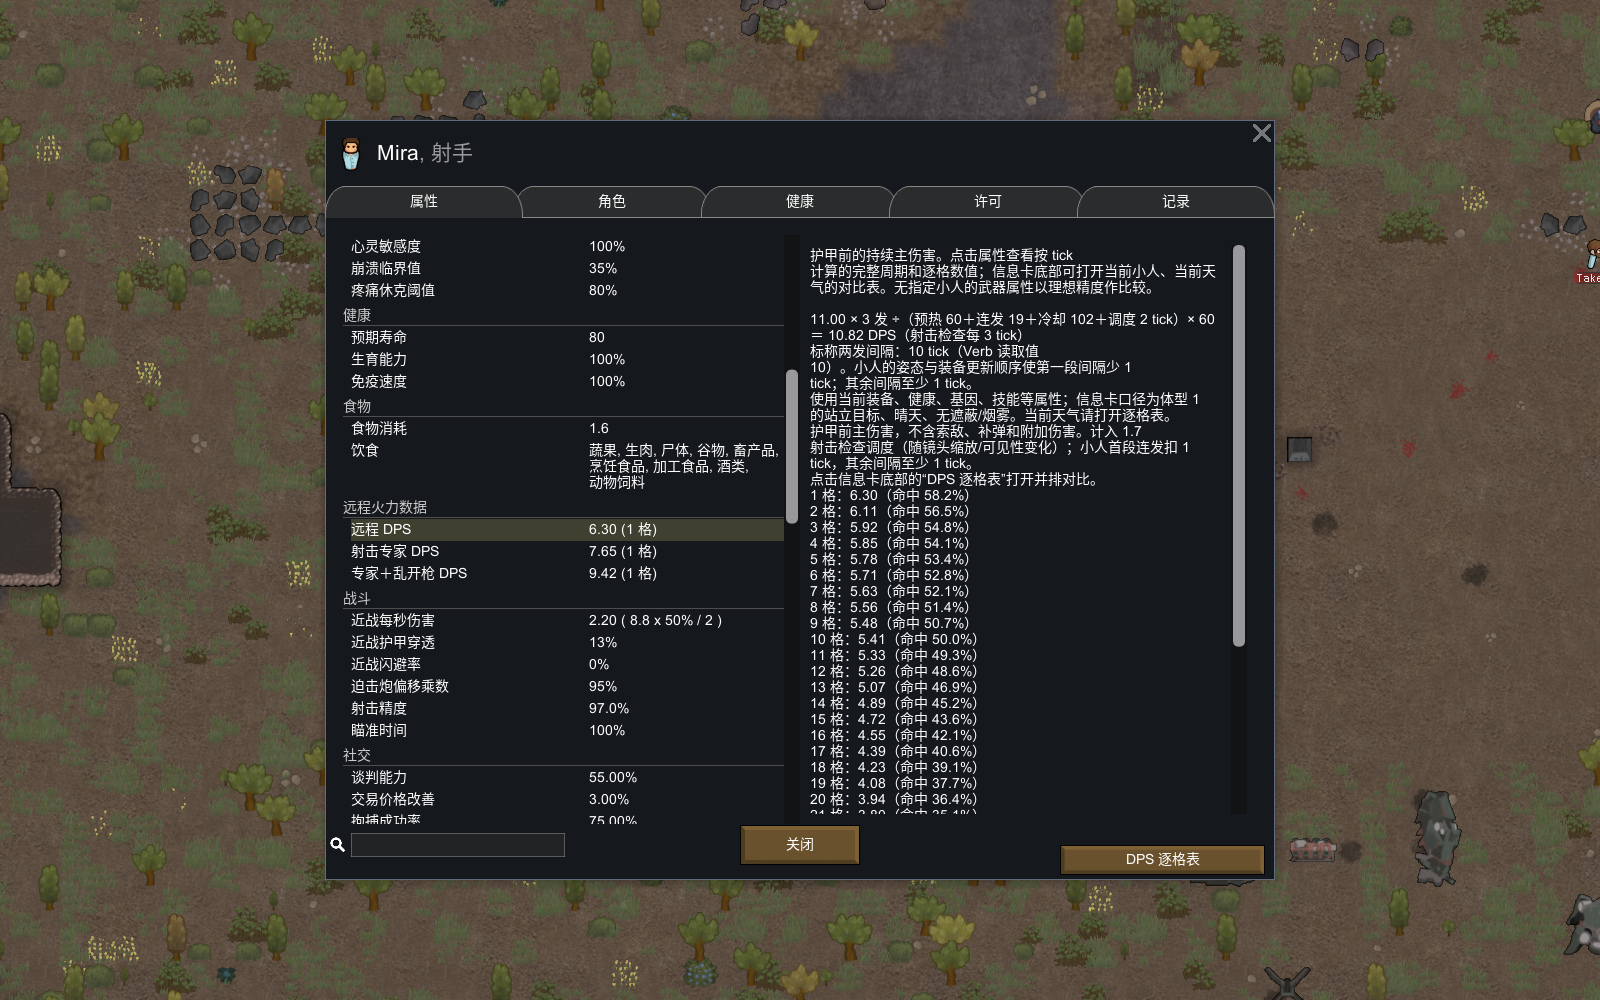 Mira, 射手
属性
角色
健康
许可
记录
心灵敏感度 100%
崩溃临界值 35%
疼痛休克阈值 80%
健康
预期寿命 80
生育能力 100%
免疫速度 100%
食物
食物消耗 1.6
饮食 蔬果, 生肉, 尸体, 谷物, 畜产品,
烹饪食品, 加工食品, 酒类,
动物饲料
远程火力数据
远程 DPS 6.30 (1 格)
射击专家 DPS 7.65 (1 格)
专家＋乱开枪 DPS 9.42 (1 格)
战斗
近战每秒伤害 2.20 ( 8.8 x 50% / 2 )
近战护甲穿透 13%
近战闪避率 0%
迫击炮偏移乘数 95%
射击精度 97.0%
瞄准时间 100%
社交
谈判能力 55.00%
交易价格改善 3.00%
拘捕成功率 75.00%
护甲前的持续主伤害。点击属性查看按 tick
计算的完整周期和逐格数值；信息卡底部可打开当前小人、当前天
气的对比表。无指定小人的武器属性以理想精度作比较。
11.00 × 3 发 ÷（预热 60＋连发 19＋冷却 102＋调度 2 tick）× 60
＝ 10.82 DPS（射击检查每 3 tick）
标称两发间隔：10 tick（Verb 读取值
10）。小人的姿态与装备更新顺序使第一段间隔少 1
tick；其余间隔至少 1 tick。
使用当前装备、健康、基因、技能等属性；信息卡口径为体型 1
的站立目标、晴天、无遮蔽/烟雾。当前天气请打开逐格表。
护甲前主伤害，不含索敌、补弹和附加伤害。计入 1.7
射击检查调度（随镜头缩放/可见性变化）；小人首段连发扣 1
tick，其余间隔至少 1 tick。
点击信息卡底部的“DPS 逐格表”打开并排对比。
1 格：6.30（命中 58.2%）
2 格：6.11（命中 56.5%）
3 格：5.92（命中 54.8%）
4 格：5.85（命中 54.1%）
5 格：5.78（命中 53.4%）
6 格：5.71（命中 52.8%）
7 格：5.63（命中 52.1%）
8 格：5.56（命中 51.4%）
9 格：5.48（命中 50.7%）
10 格：5.41（命中 50.0%）
11 格：5.33（命中 49.3%）
12 格：5.26（命中 48.6%）
13 格：5.07（命中 46.9%）
14 格：4.89（命中 45.2%）
15 格：4.72（命中 43.6%）
16 格：4.55（命中 42.1%）
17 格：4.39（命中 40.6%）
18 格：4.23（命中 39.1%）
19 格：4.08（命中 37.7%）
20 格：3.94（命中 36.4%）
21 格：3.80（命中 35.1%）
关闭
DPS 逐格表
Take